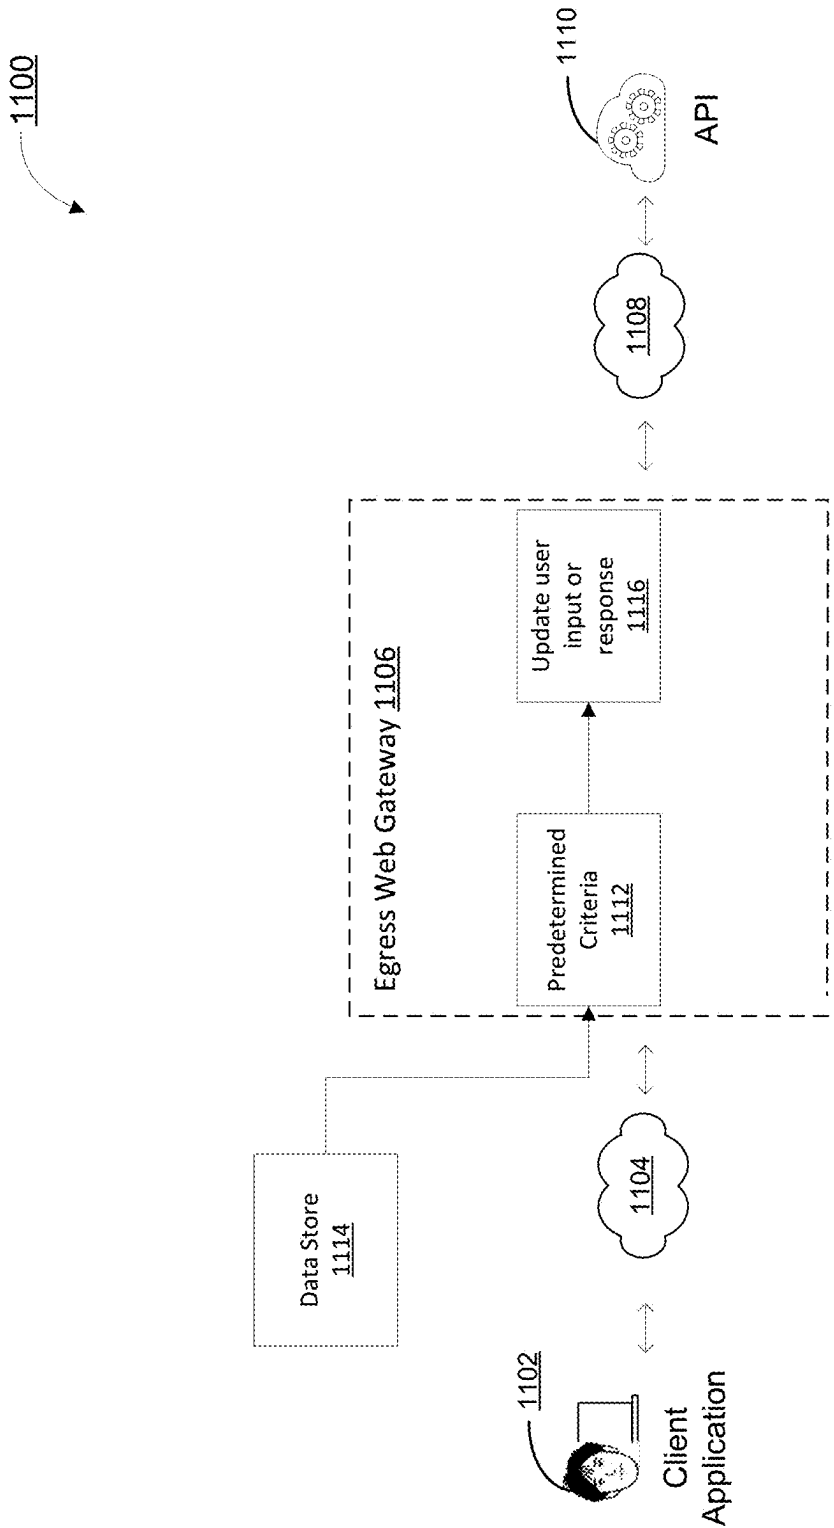 1100
Data Store
1114
Egress Web Gateway 1106
1102
Client
Application
1104
Predetermined
Criteria
1112
Update user
input or
response
1116
1108
1110
API